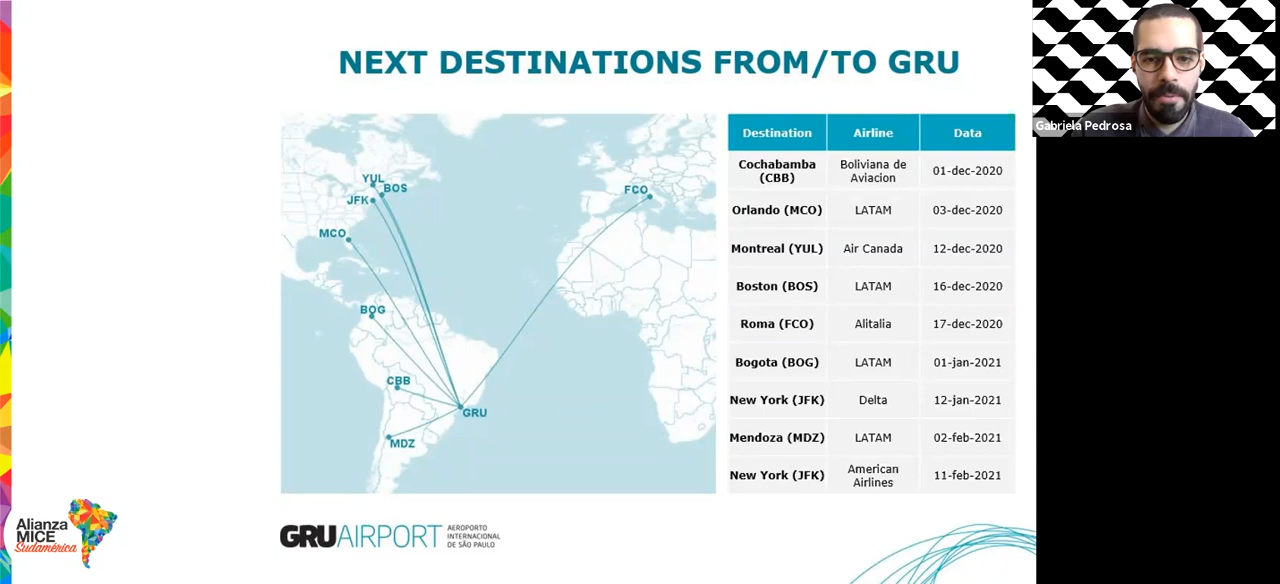 NEXT DESTINATIONS FROM/TO GRU
Gabriela Pedrosa
YUL
BOS
JFK
MCO
FCO
BOG
CBB
GRU
MDZ
Destination Airline Data
Cochabamba (CBB) Boliviana de Aviacion 01-dec-2020
Orlando (MCO) LATAM 03-dec-2020
Montreal (YUL) Air Canada 12-dec-2020
Boston (BOS) LATAM 16-dec-2020
Roma (FCO) Alitalia 17-dec-2020
Bogota (BOG) LATAM 01-jan-2021
New York (JFK) Delta 12-jan-2021
Mendoza (MDZ) LATAM 02-feb-2021
New York (JFK) American Airlines 11-feb-2021
Alianza
MICE
Sudamérica
GRUAIRPORT
AEROPORTO
INTERNACIONAL
DE SÃO PAULO